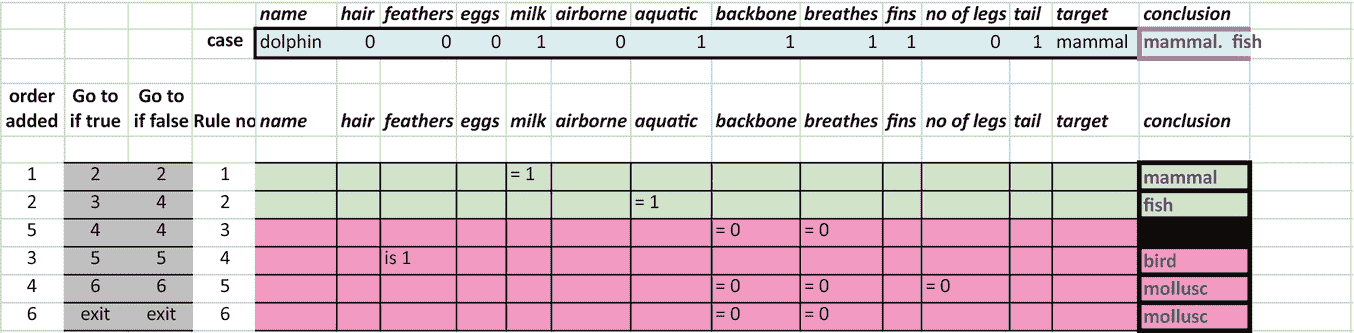 name hair feathers eggs milk airborne aquatic backbone breathes fins no of legs tail target conclusion
case dolphin 0 0 0 1 0 1 1 1 1 0 1 mammal mammal. fish
order added Go to if true Go to if false Rule no name hair feathers eggs milk airborne aquatic backbone breathes fins no of legs tail target conclusion
1 2 2 1 = 1 mammal
2 3 4 2 = 1 fish
5 4 4 3 = 0 = 0
3 5 5 4 is 1 bird
4 6 6 5 = 0 = 0 = 0 mollusc
6 exit exit 6 = 0 = 0 mollusc